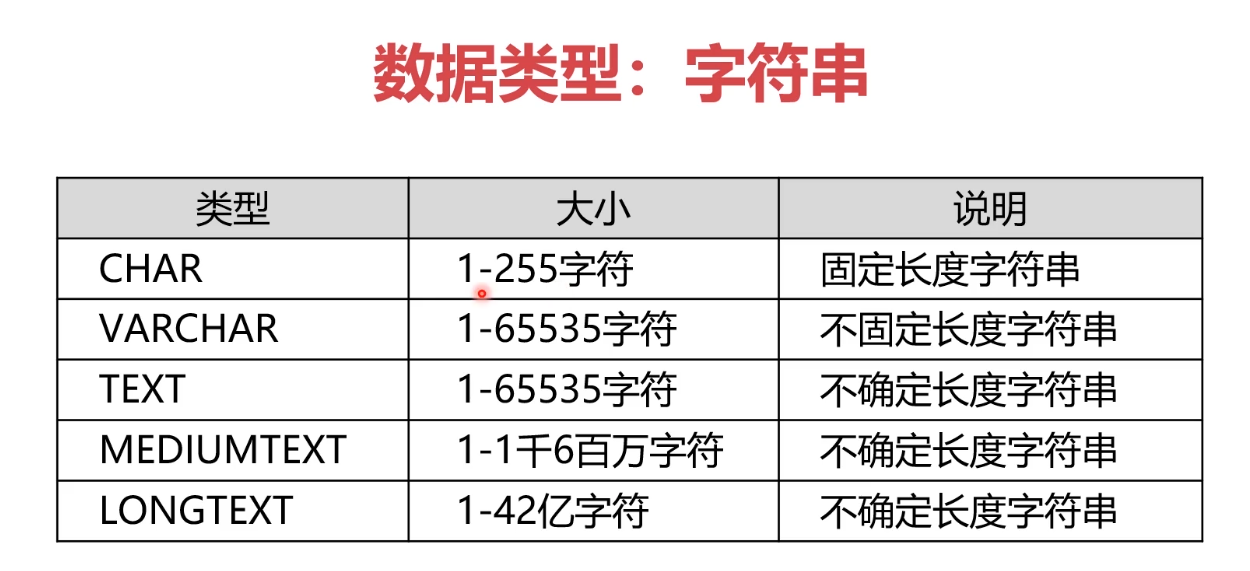 数据类型：字符串
类型 大小 说明
CHAR 1-255字符 固定长度字符串
VARCHAR 1-65535字符 不固定长度字符串
TEXT 1-65535字符 不确定长度字符串
MEDIUMTEXT 1-1千6百万字符 不确定长度字符串
LONGTEXT 1-42亿字符 不确定长度字符串